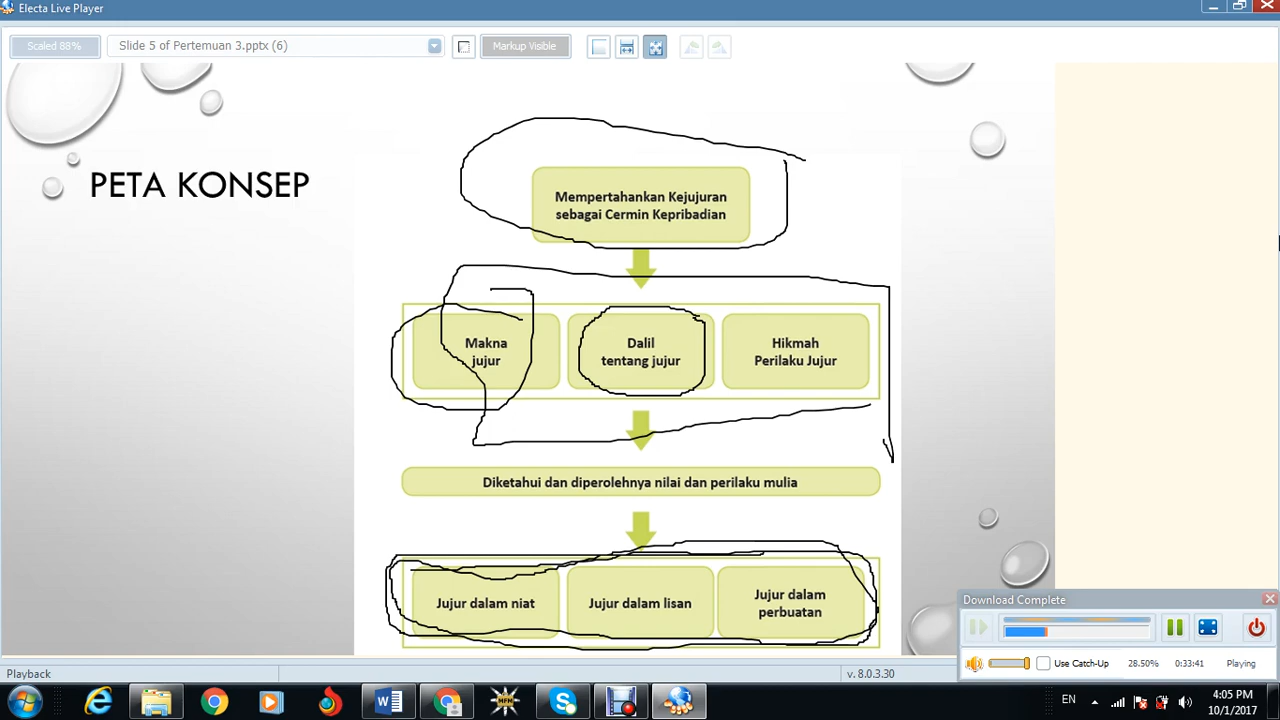 Electa Live Player
Scaled 88%
Slide 5 of Pertemuan 3.pptx (6)
Markup Visible
PETA KONSEP
Mempertahankan Kejujuran
sebagai Cermin Kepribadian
Makna
jujur
Dalil
tentang jujur
Hikmah
Perilaku Jujur
Diketahui dan diperolehnya nilai dan perilaku mulia
Jujur dalam niat
Jujur dalam lisan
Jujur dalam
perbuatan
Download Complete
Use Catch-Up
28.50%
0:33:41
Playing
Playback
v. 8.0.3.30
EN
4:05 PM
10/1/2017